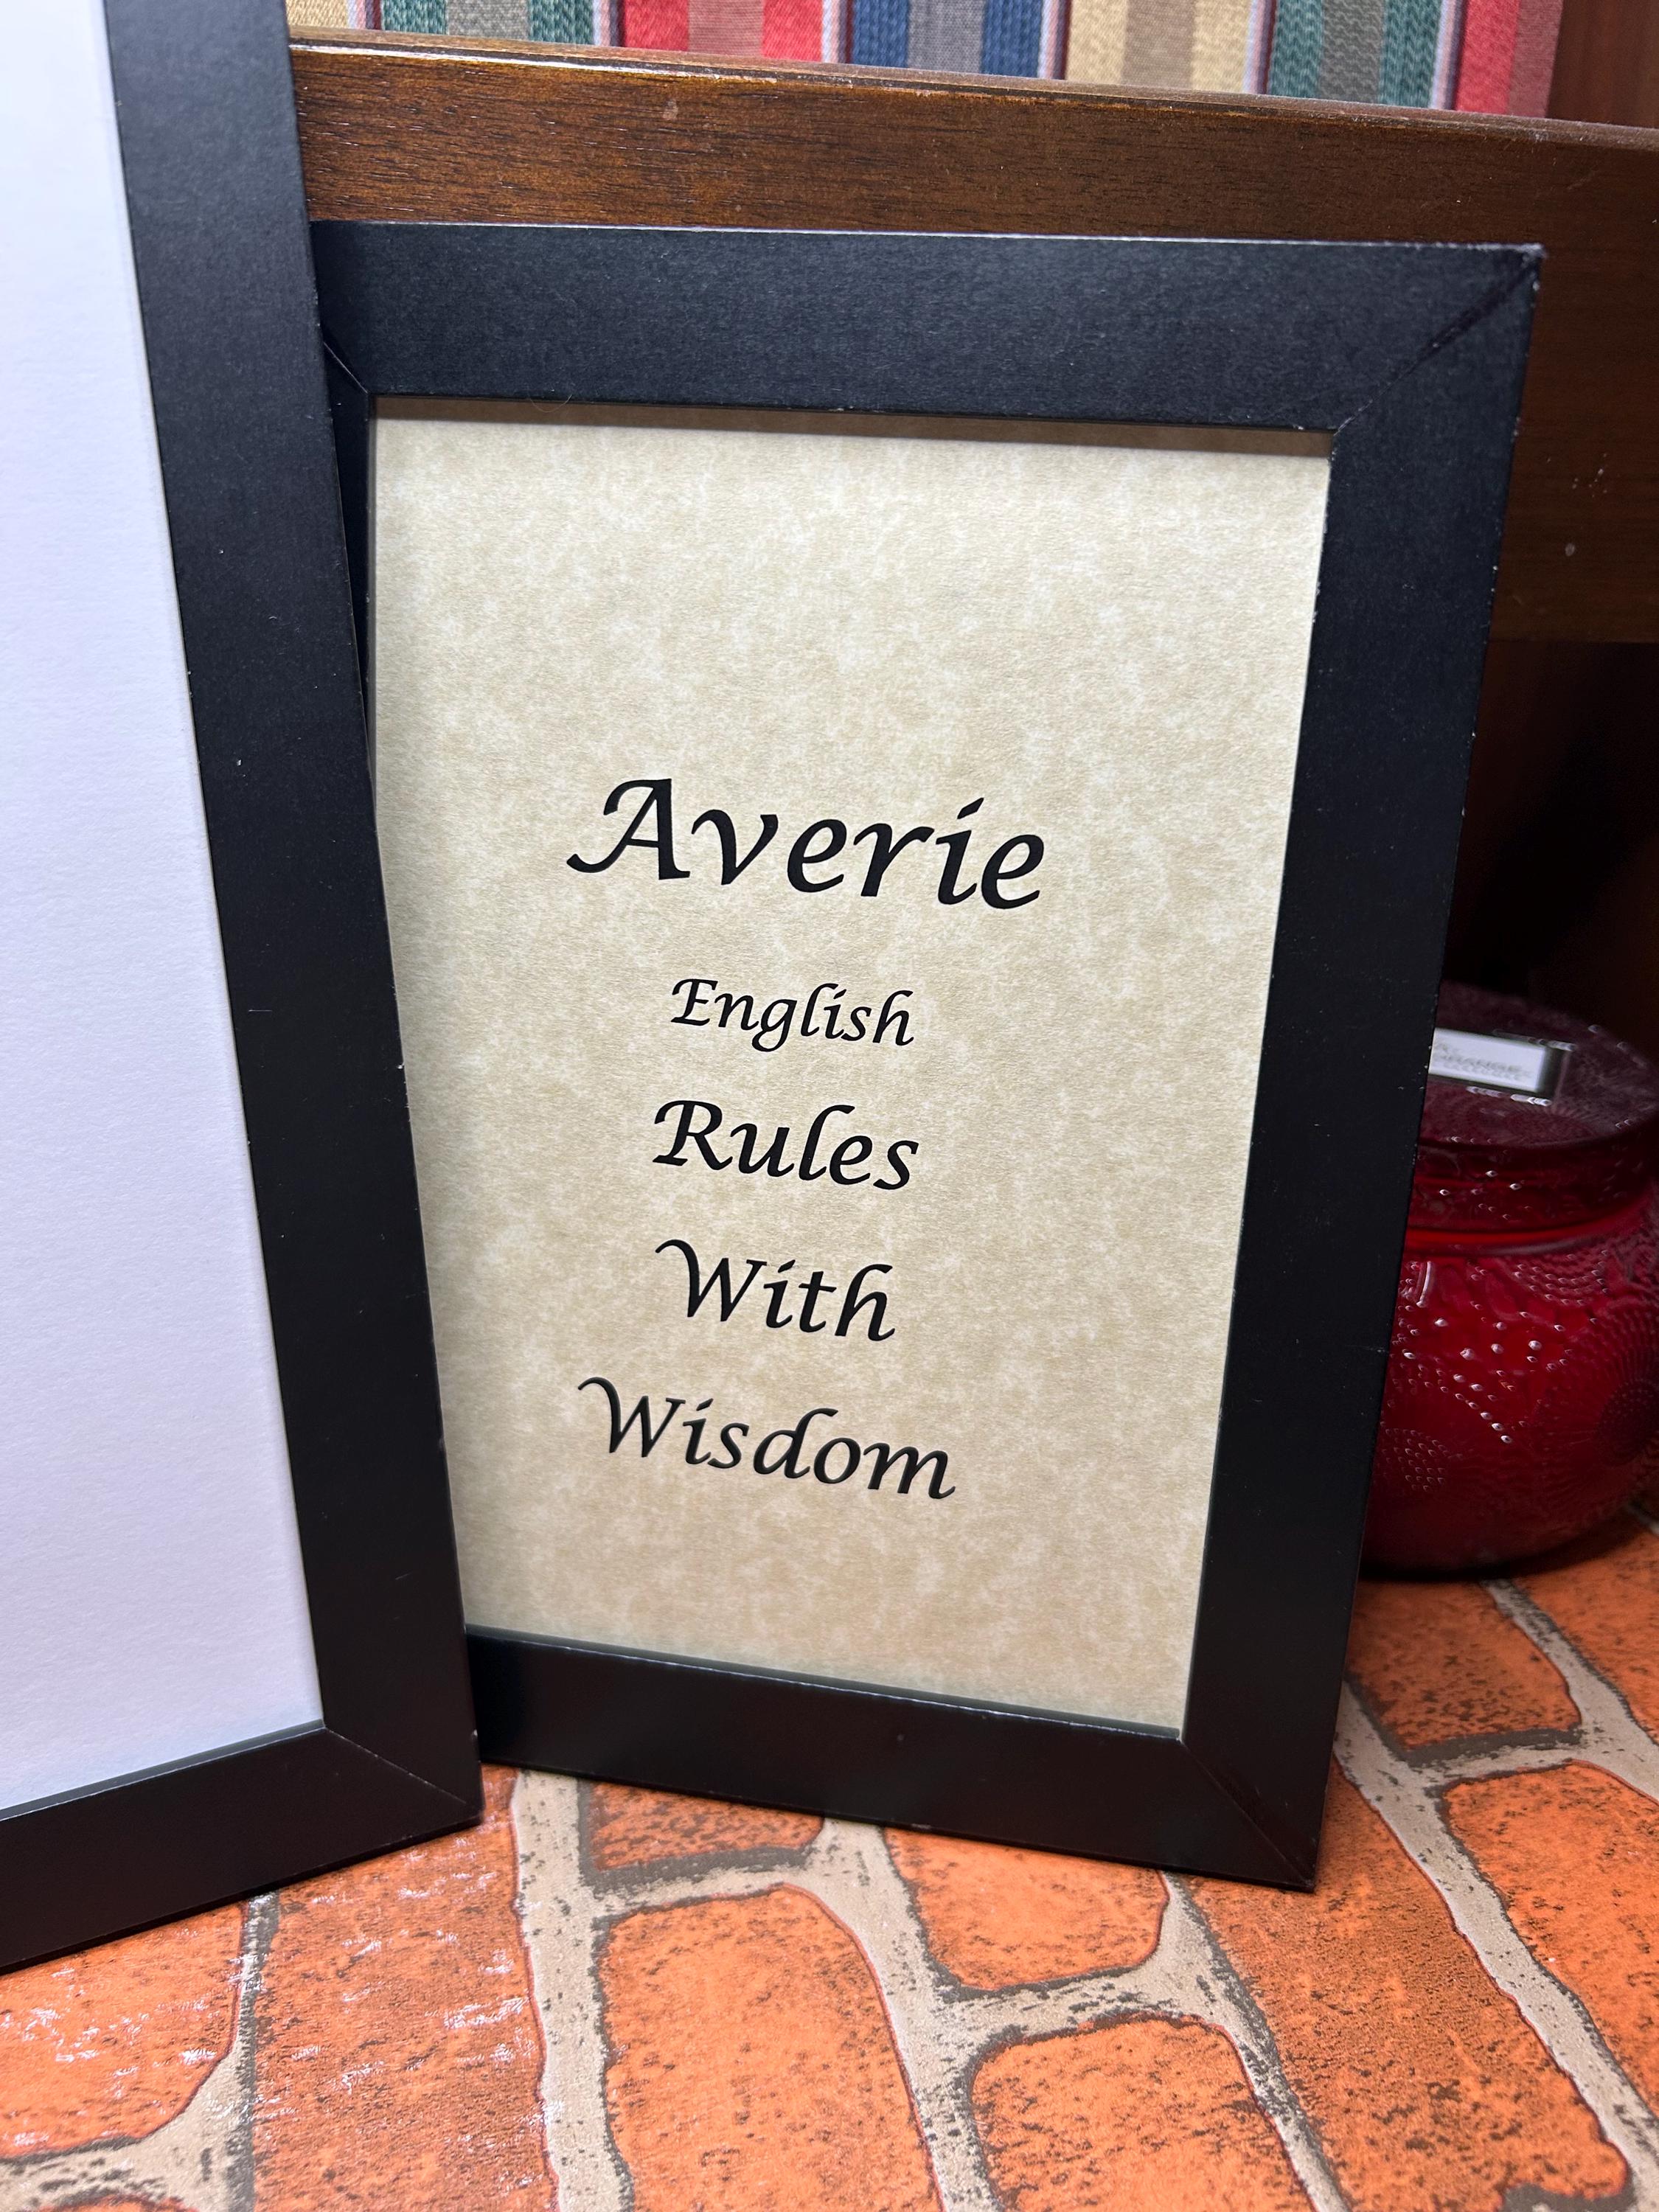 Averie
English
Rules
With
Wisdom